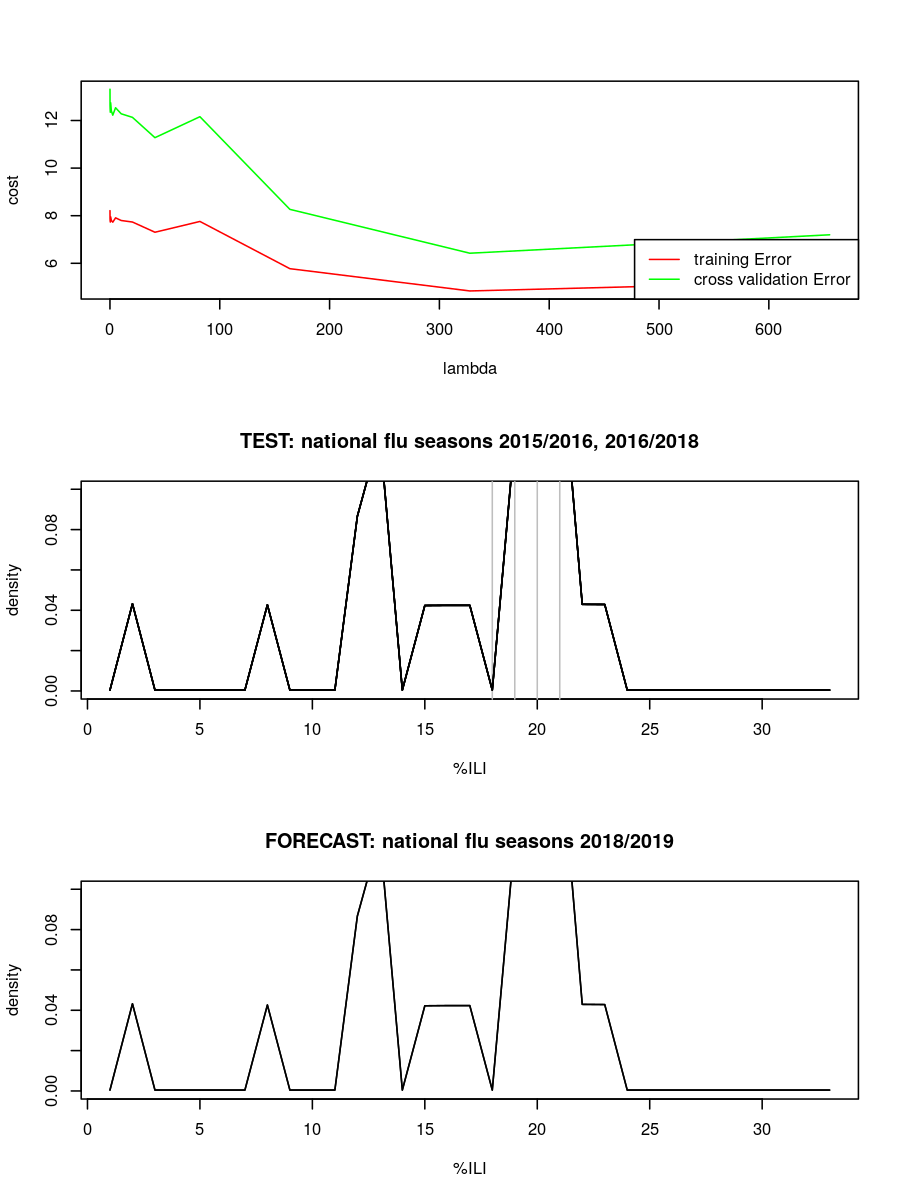 12
10
8
6
cost
training Error
cross validation Error
0 100 200 300 400 500 600
lambda
TEST: national flu seasons 2015/2016, 2016/2018
0.08
0.04
0.00
density
0 5 10 15 20 25 30
%ILI
FORECAST: national flu seasons 2018/2019
0.08
0.04
0.00
density
0 5 10 15 20 25 30
%ILI